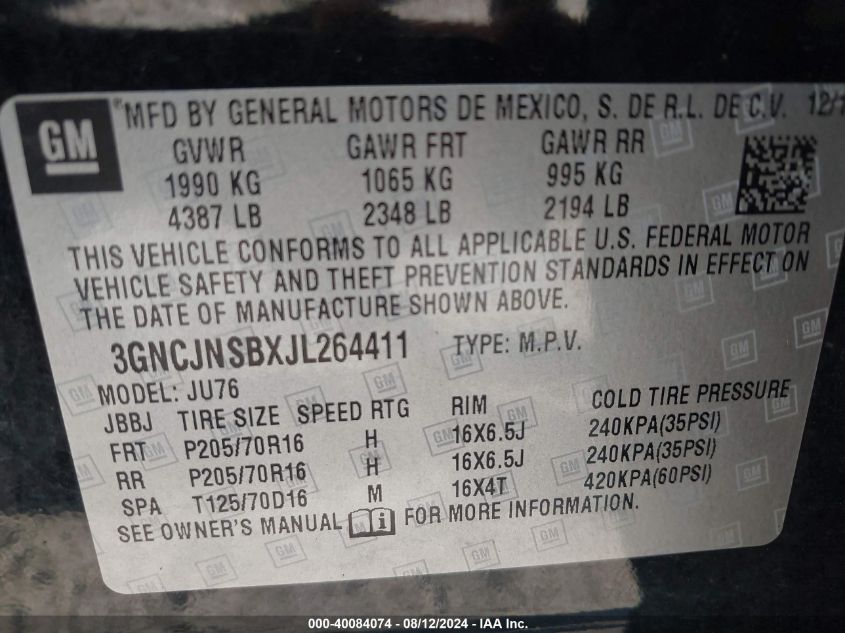 GM
®MFD BY GENERAL MOTORS DE MEXICO, S. DE R.L. DE C.V.
GVWR GAWR FRT GAWR RR
1990 KG 1065 KG 995 KG
4387 LB 2348 LB 2194 LB
THIS VEHICLE CONFORMS TO ALL APPLICABLE U.S. FEDERAL MOTOR
VEHICLE SAFETY AND THEFT PREVENTION STANDARDS IN EFFECT ON
THE DATE OF MANUFACTURE SHOWN ABOVE.
3GNCJNSBXJL264411 TYPE: M.P.V.
MODEL: JU76
JBBJ TIRE SIZE SPEED RTG RIM COLD TIRE PRESSURE
FRT P205/70R16 H 16X6.5J 240KPA(35PSI)
RR P205/70R16 H 16X6.5J 240KPA(35PSI)
SPA T125/70D16 M 16X4T 420KPA(60PSI)
SEE OWNER'S MANUAL i FOR MORE INFORMATION.
000-40084074 - 08/12/2024 - IAA Inc.